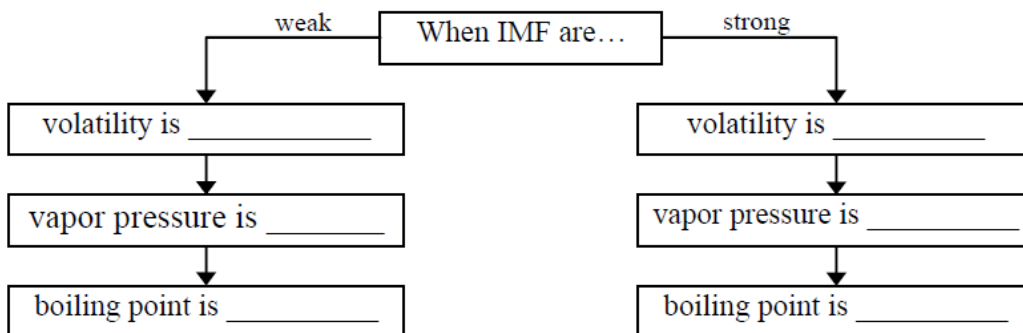 weak
When IMF are…
strong
volatility is ____________
volatility is __________
vapor pressure is ________
vapor pressure is __________
boiling point is __________
boiling point is __________